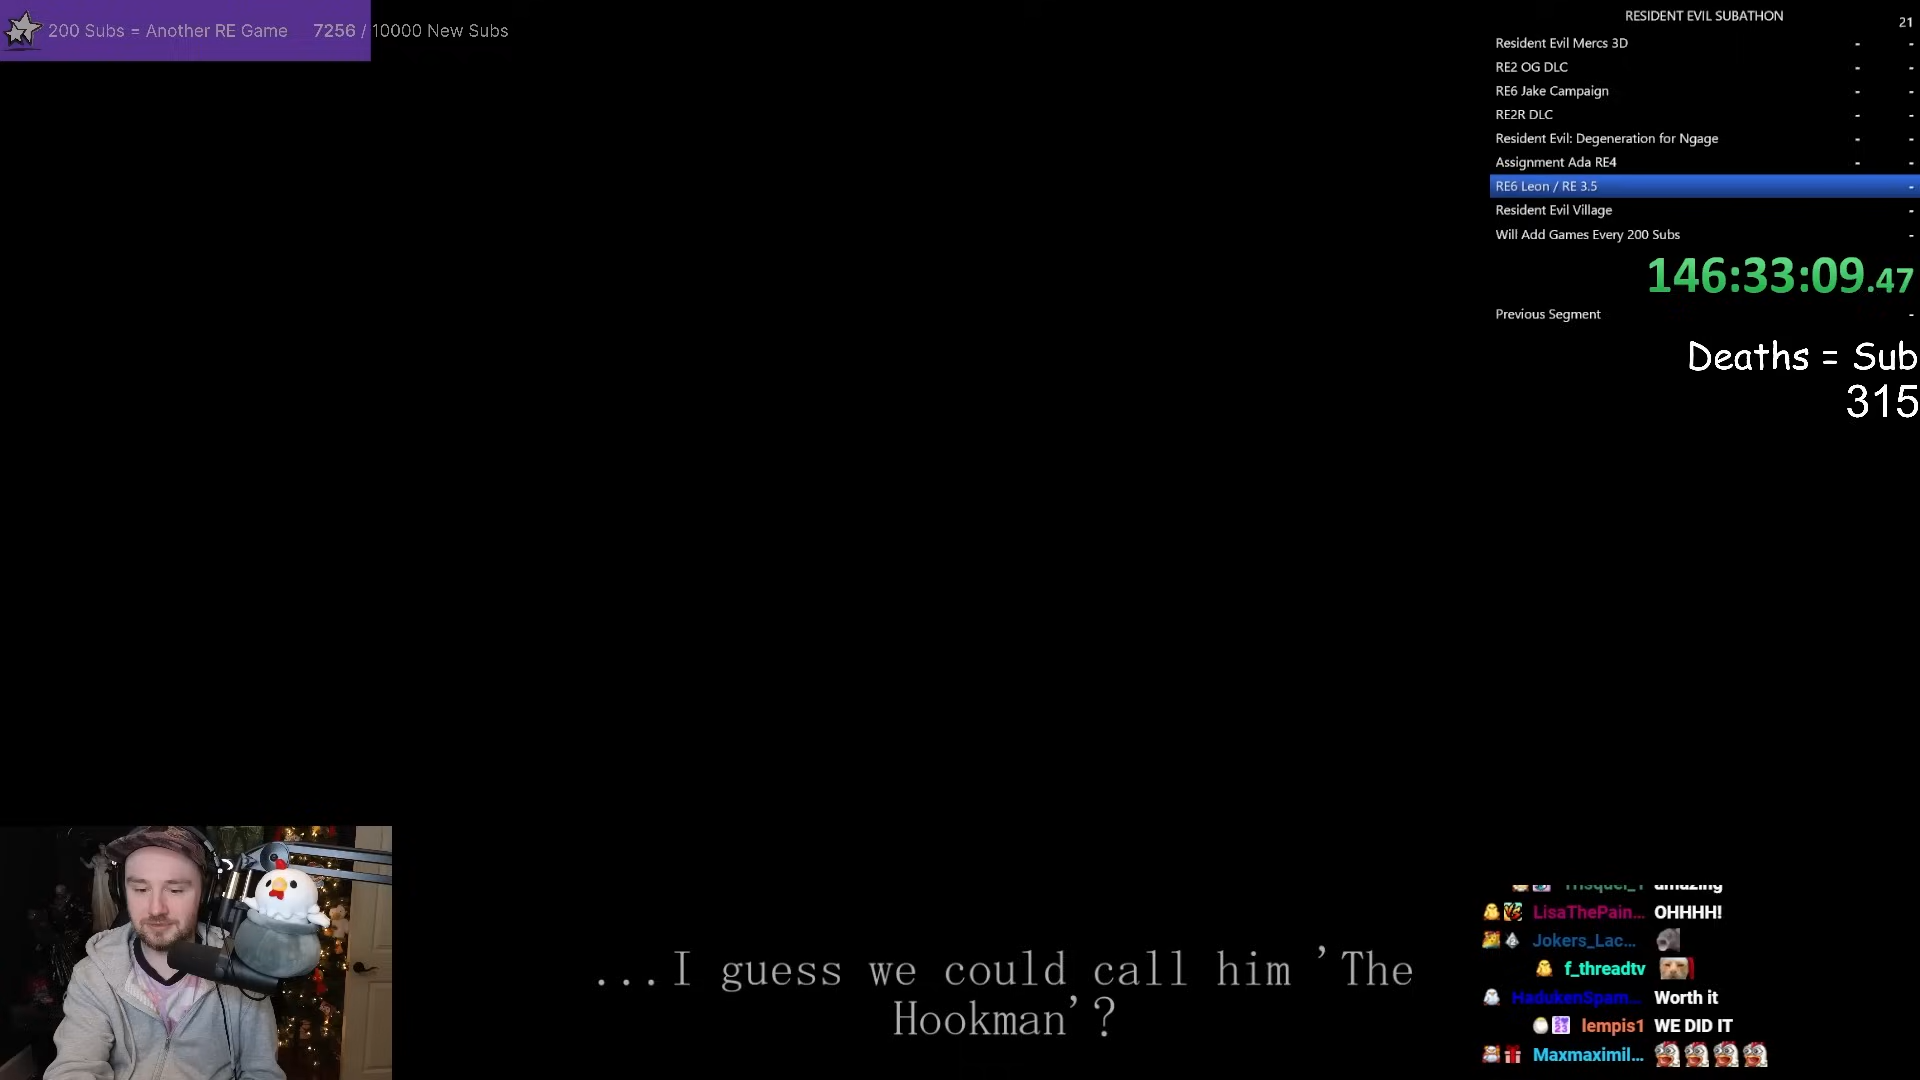 200 Subs = Another RE Game 7256 / 10000 New Subs
RESIDENT EVIL SUBATHON
21
Resident Evil Mercs 3D - -
RE2 OG DLC - -
RE6 Jake Campaign - -
RE2R DLC - -
Resident Evil: Degeneration for Ngage - -
Assignment Ada RE4 - -
RE6 Leon / RE 3.5 -
Resident Evil Village -
Will Add Games Every 200 Subs -
146:33:09.47
Previous Segment -
Deaths = Sub
315
amazing
LisaThePain... OHHHH!
Jokers_Lac...
f_threadtv
HadukenSpam... Worth it
lempis1 WE DID IT
Maxmaximil...
...I guess we could call him 'The
Hookman'?